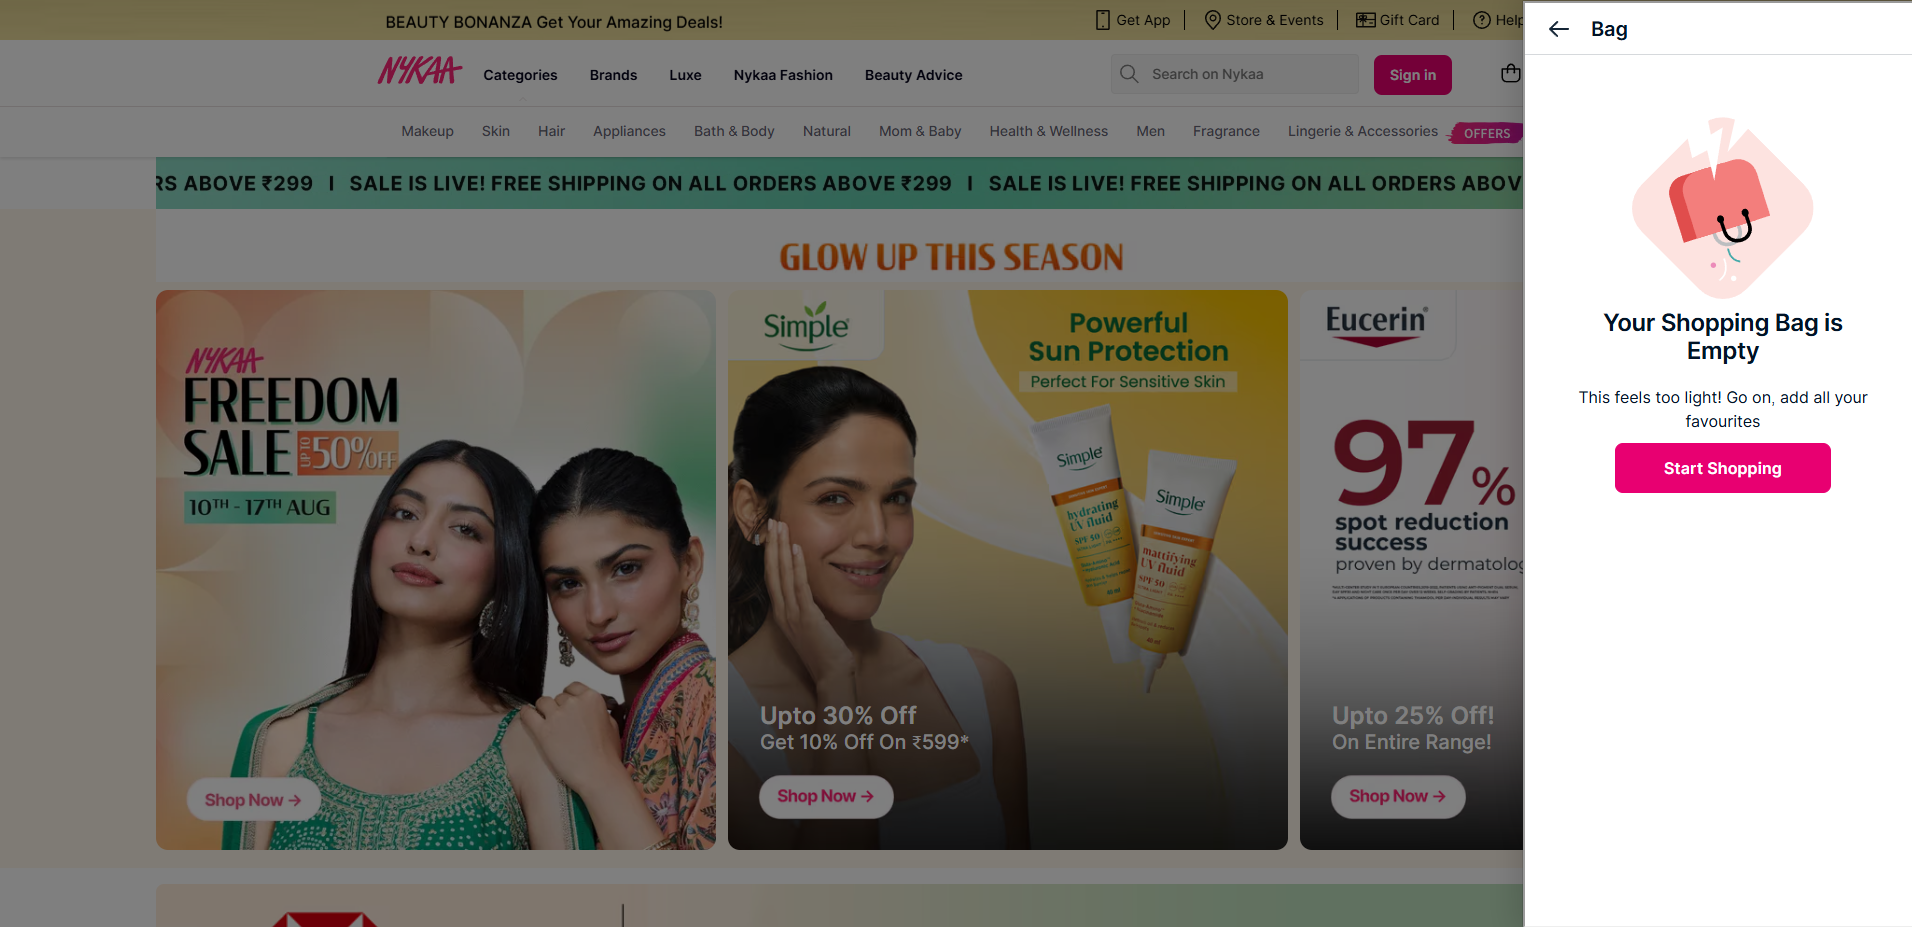 BEAUTY BONANZA Get Your Amazing Deals!
Get App
Store & Events
Gift Card
Help
Bag
NYKAA
Categories
Brands
Luxe
Nykaa Fashion
Beauty Advice
Search on Nykaa
Sign in
Makeup
Skin
Hair
Appliances
Bath & Body
Natural
Mom & Baby
Health & Wellness
Men
Fragrance
Lingerie & Accessories
OFFERS
RS ABOVE ₹299 I SALE IS LIVE! FREE SHIPPING ON ALL ORDERS ABOVE ₹299 I SALE IS LIVE! FREE SHIPPING ON ALL ORDERS ABOV
GLOW UP THIS SEASON
NYKAA
FREEDOM
SALE UP TO 50% OFF
10TH - 17TH AUG
Shop Now →
Simple
Powerful
Sun Protection
Perfect For Sensitive Skin
Simple
hydrating
UV fluid
SPF 50
Simple
mattifying
UV fluid
SPF 50
Upto 30% Off
Get 10% Off On ₹599*
Shop Now →
Eucerin
97%
spot reduction
success
proven by dermatolog
Upto 25% Off!
On Entire Range!
Shop Now →
Your Shopping Bag is
Empty
This feels too light! Go on, add all your
favourites
Start Shopping